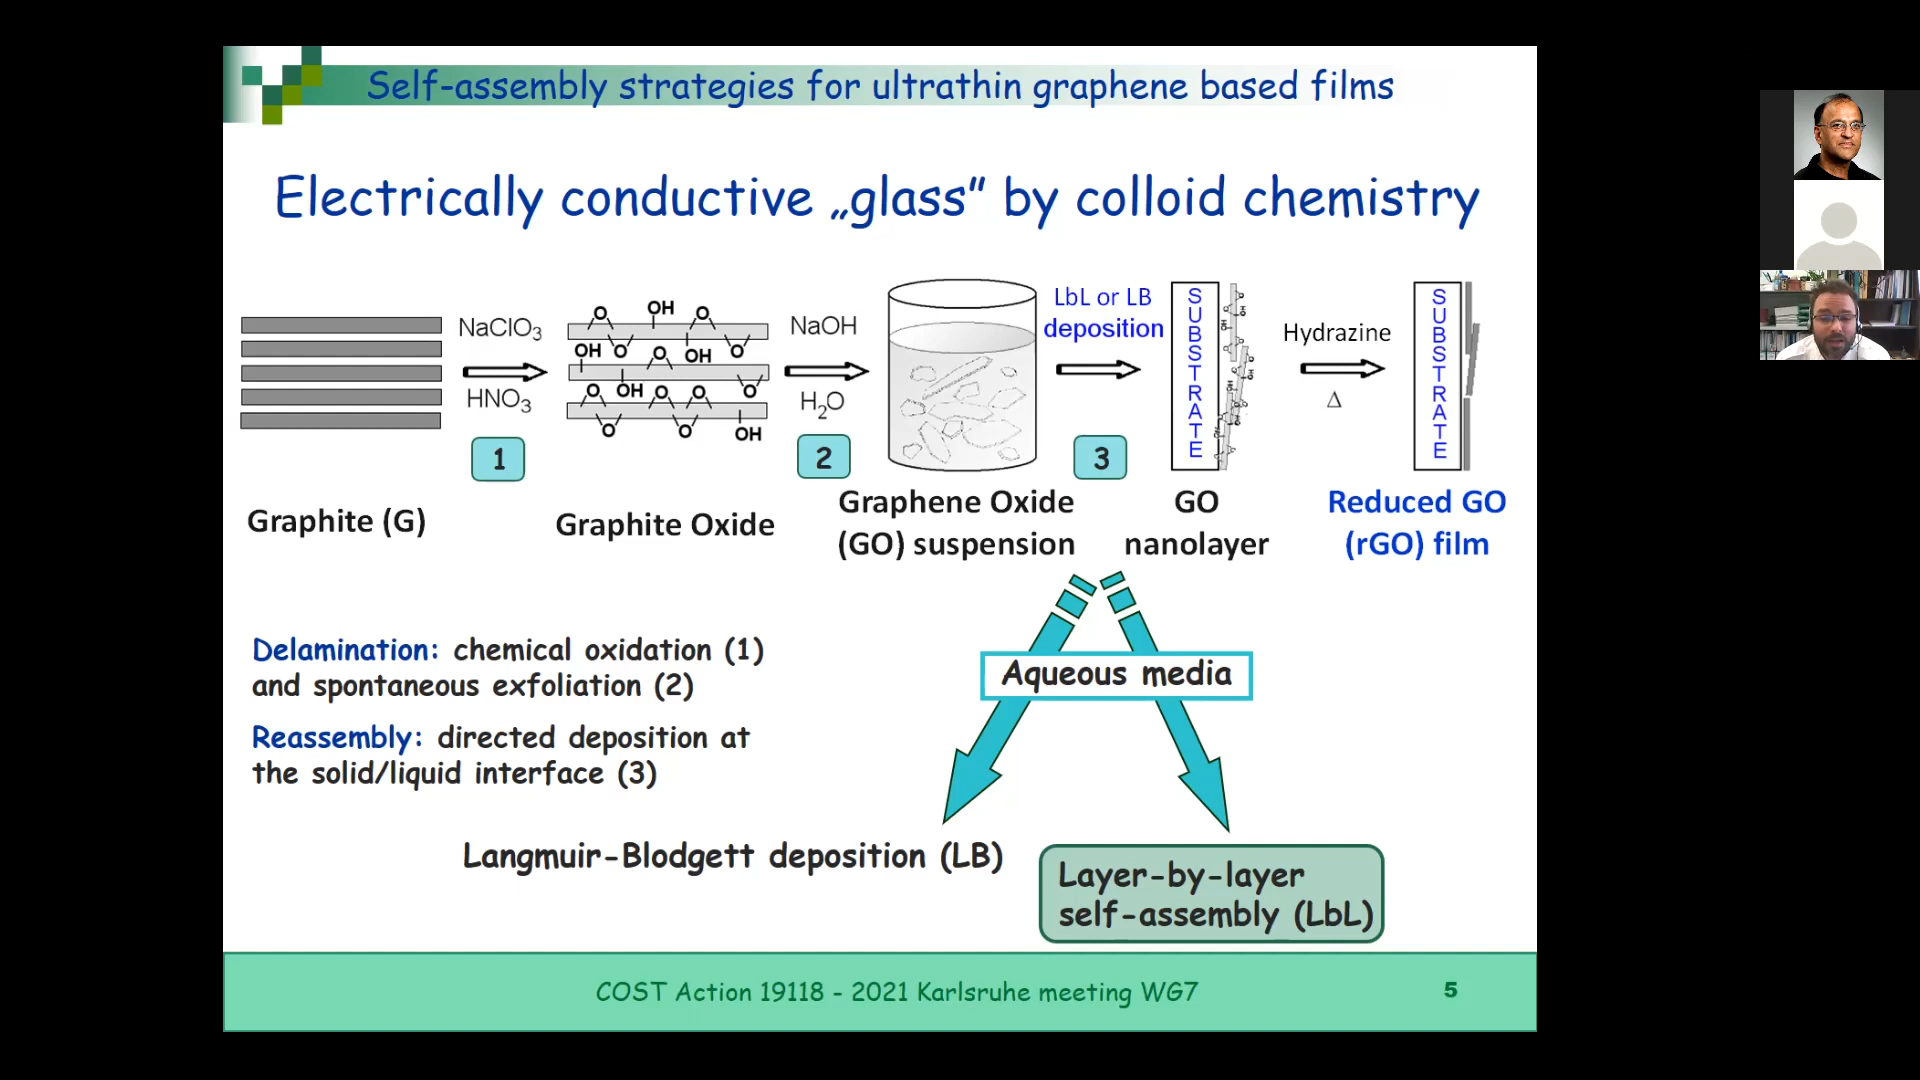 Self-assembly strategies for ultrathin graphene based films
Electrically conductive „glass” by colloid chemistry
NaClO3
HNO3
1
OH
O
O
OH
O
O
OH
O
O
OH
O
O
O
O
O
OH
NaOH
H2O
2
LbL or LB
deposition
3
SUBSTRATE
Hydrazine
Δ
SUBSTRATE
Graphite (G)
Graphite Oxide
Graphene Oxide
(GO) suspension
GO
nanolayer
Reduced GO
(rGO) film
Delamination: chemical oxidation (1)
and spontaneous exfoliation (2)
Reassembly: directed deposition at
the solid/liquid interface (3)
Aqueous media
Langmuir-Blodgett deposition (LB)
Layer-by-layer
self-assembly (LbL)
COST Action 19118 - 2021 Karlsruhe meeting WG7
5